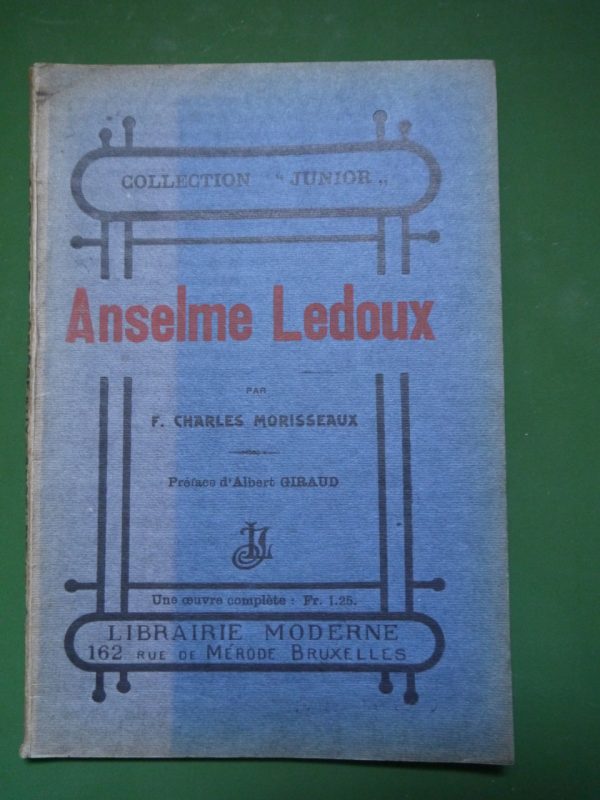 COLLECTION “ JUNIOR „
Anselme Ledoux
PAR
F. CHARLES MORISSEAUX
Préface d'Albert GIRAUD
Une œuvre complète : Fr. 1.25.
LIBRAIRIE MODERNE
162 RUE DE MÉRODE BRUXELLES